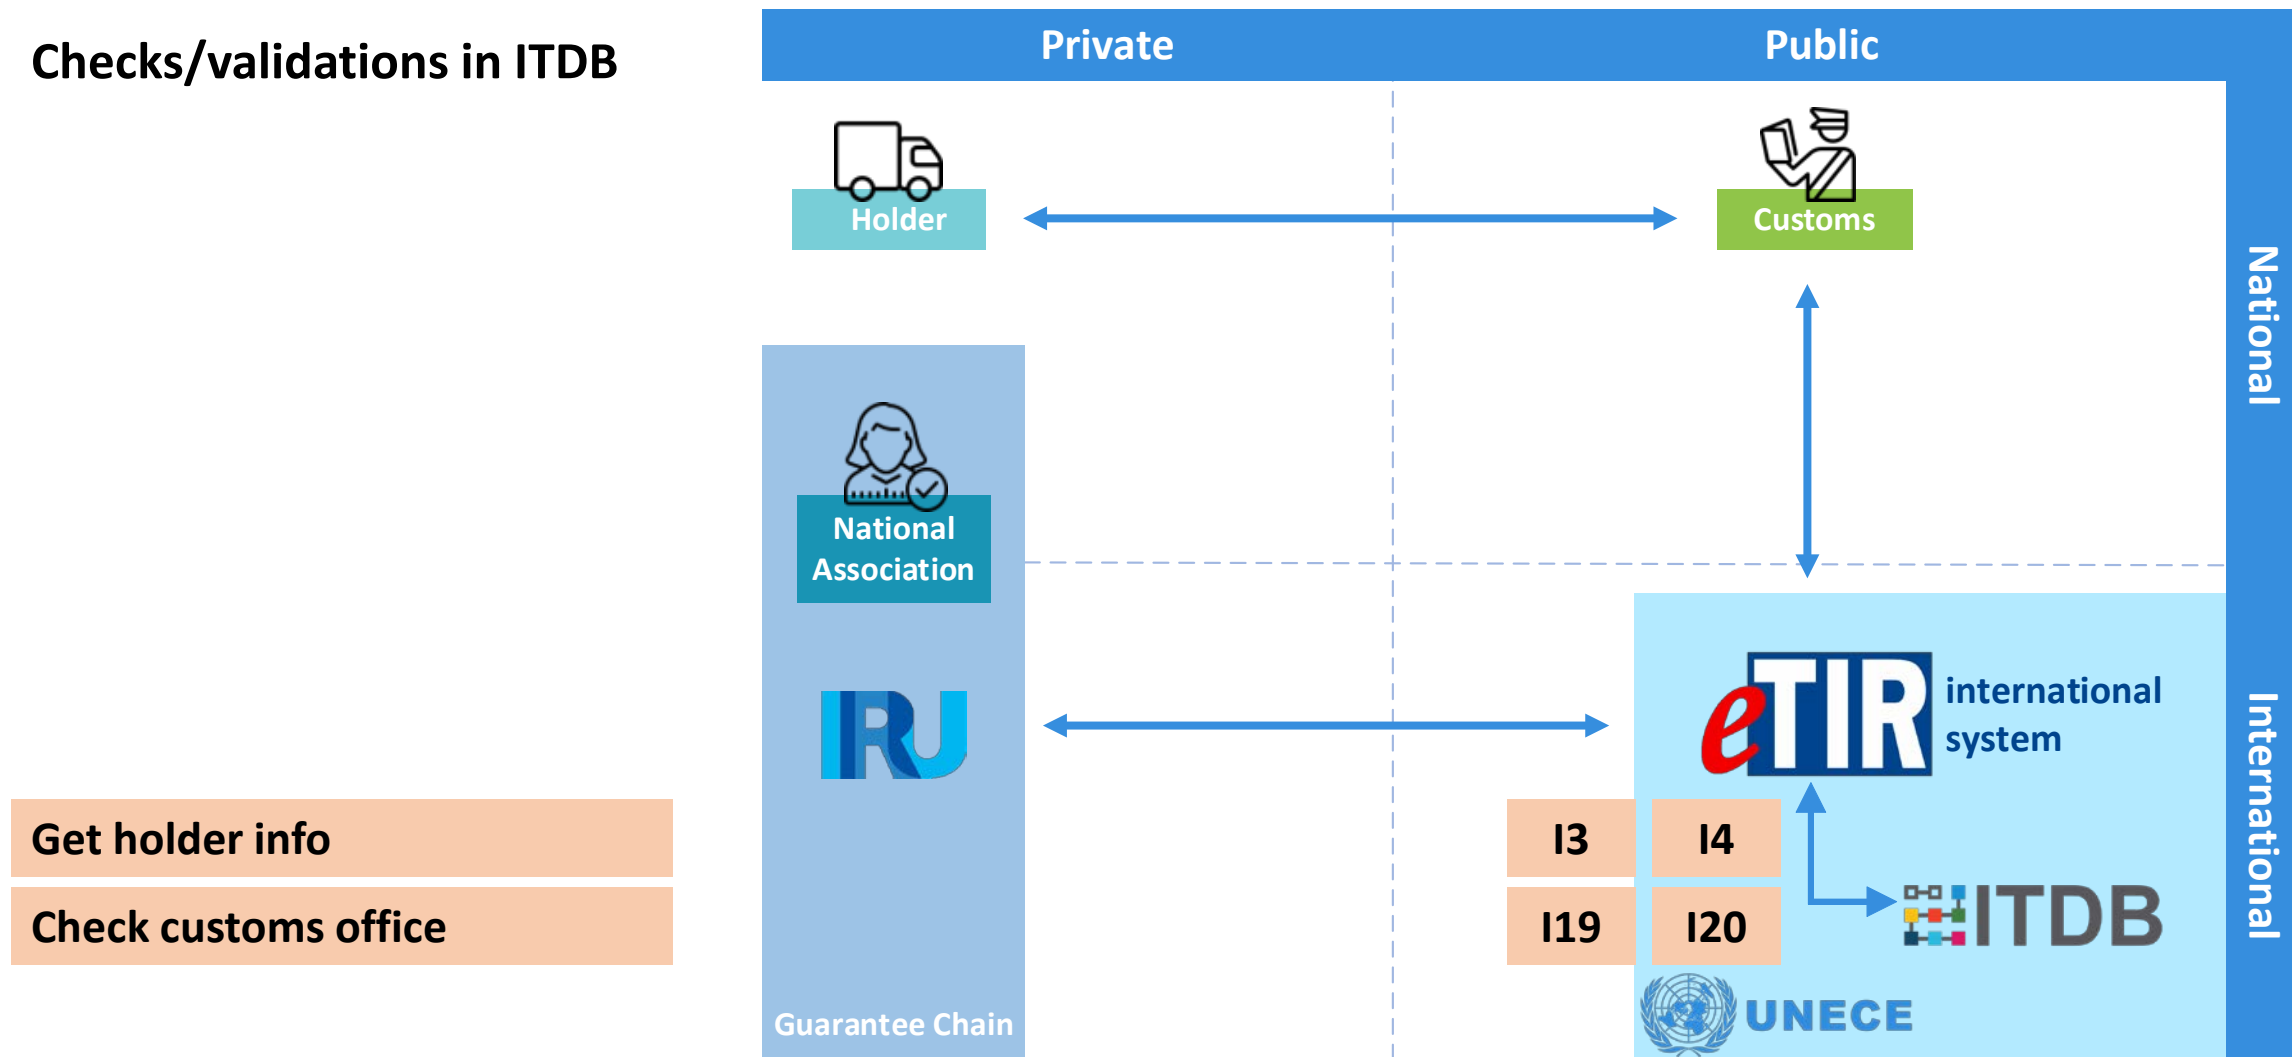 Checks/validations in ITDB
Private
Public
Holder
Customs
National
National
Association
IRU
eTIR international
system
International
Get holder info
I3
I4
Check customs office
I19
I20
ITDB
Guarantee Chain
UNECE